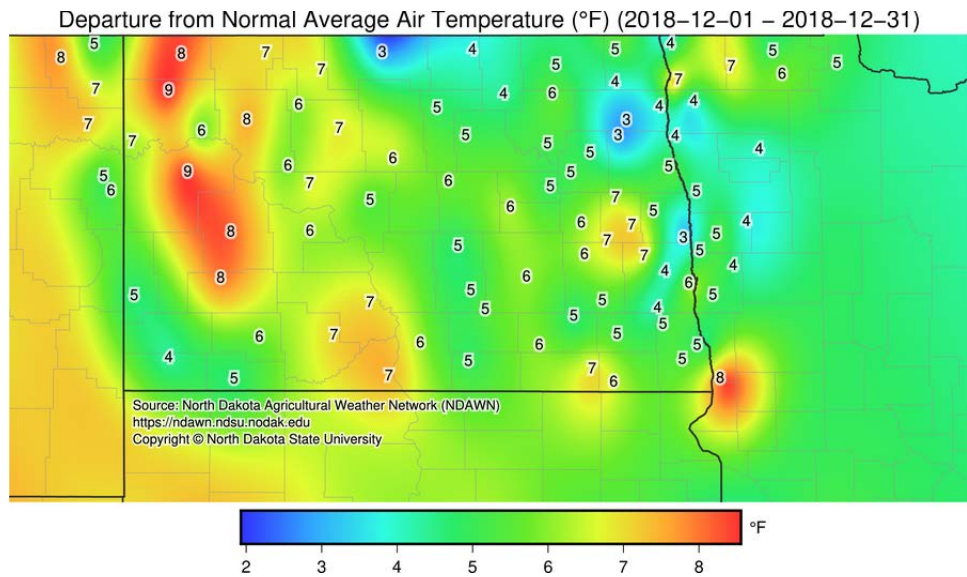 Departure from Normal Average Air Temperature (°F) (2018−12−01 − 2018−12−31)
5 4 5 4 5
8 8 7 3 4 5
7 5 7 7 6 5
7 9 4 4 6
6 5 4 4
7 8 6 7 5 5 3 3 4
7 6 5 4
6 6 5 5
5 9 6 7 6 5
6 5 6 7 5 5
8 6 5 6 7 7 3 5 4
8 6 6 7 5 4 4
5 7 5 5 5 6 5
5 4 5
4 6 7 6 5 6 5 5 5
5 7 7 6 8
Source: North Dakota Agricultural Weather Network (NDAWN)
https://ndawn.ndsu.nodak.edu
Copyright © North Dakota State University
°F
2 3 4 5 6 7 8